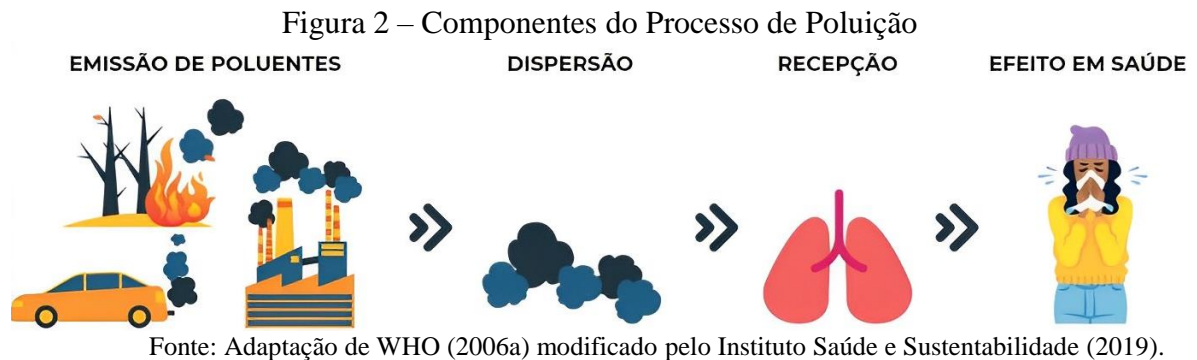 Figura 2 – Componentes do Processo de Poluição
EMISSÃO DE POLUENTES
DISPERSÃO
RECEPÇÃO
EFEITO EM SAÚDE
Fonte: Adaptação de WHO (2006a) modificado pelo Instituto Saúde e Sustentabilidade (2019).